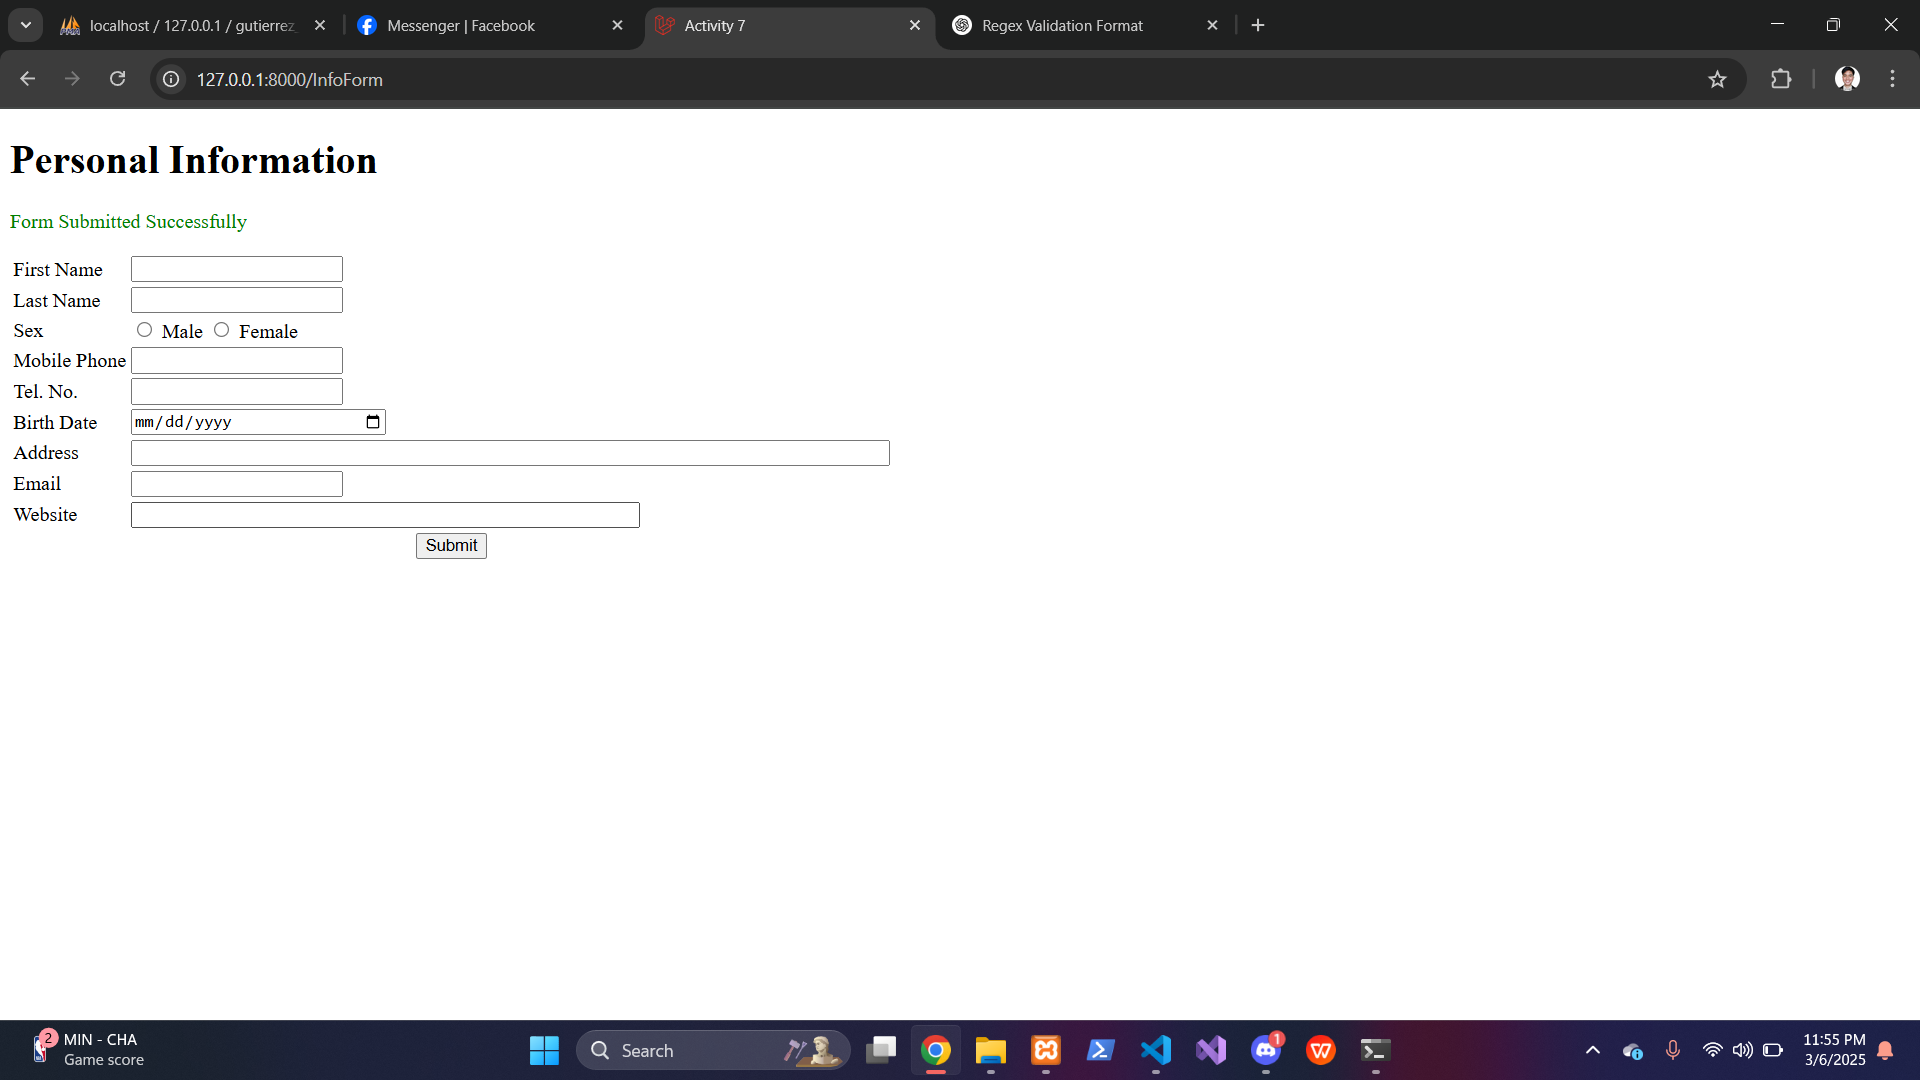 localhost / 127.0.0.1 / gutierrez_
Messenger | Facebook
Activity 7
Regex Validation Format
127.0.0.1:8000/InfoForm
Personal Information
Form Submitted Successfully
First Name
Last Name
Sex Male Female
Mobile Phone
Tel. No.
Birth Date mm/dd/yyyy
Address
Email
Website
Submit
2
MIN - CHA
Game score
Search
1
W
11:55 PM
3/6/2025